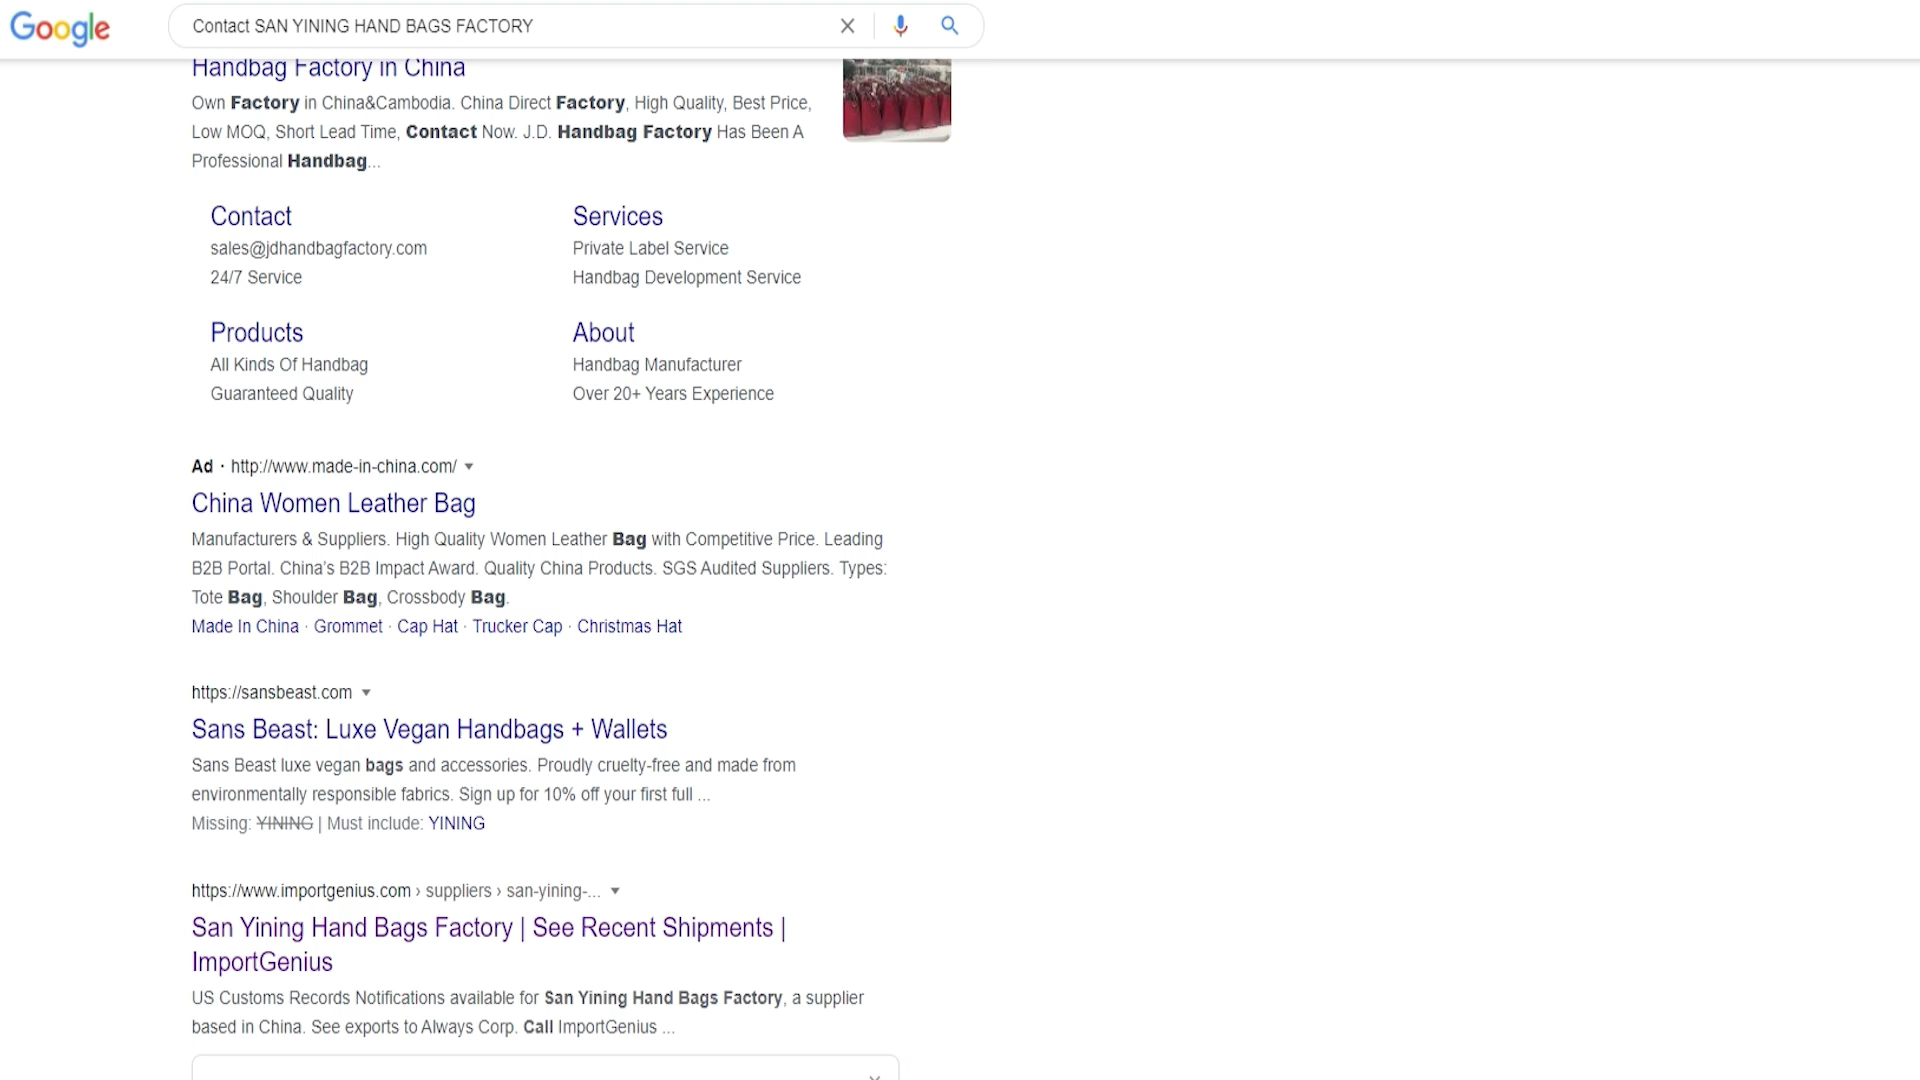 Google
Contact SAN YINING HAND BAGS FACTORY
Handbag Factory in China
Own Factory in China&Cambodia. China Direct Factory, High Quality, Best Price,
Low MOQ, Short Lead Time, Contact Now. J.D. Handbag Factory Has Been A
Professional Handbag...
Contact
sales@jdhandbagfactory.com
24/7 Service
Services
Private Label Service
Handbag Development Service
Products
All Kinds Of Handbag
Guaranteed Quality
About
Handbag Manufacturer
Over 20+ Years Experience
Ad · http://www.made-in-china.com/
China Women Leather Bag
Manufacturers & Suppliers. High Quality Women Leather Bag with Competitive Price. Leading
B2B Portal. China's B2B Impact Award. Quality China Products. SGS Audited Suppliers. Types:
Tote Bag, Shoulder Bag, Crossbody Bag.
Made In China · Grommet · Cap Hat · Trucker Cap · Christmas Hat
https://sansbeast.com
Sans Beast: Luxe Vegan Handbags + Wallets
Sans Beast luxe vegan bags and accessories. Proudly cruelty-free and made from
environmentally responsible fabrics. Sign up for 10% off your first full ...
Missing: YINING | Must include: YINING
https://www.importgenius.com › suppliers › san-yining-...
San Yining Hand Bags Factory | See Recent Shipments |
ImportGenius
US Customs Records Notifications available for San Yining Hand Bags Factory, a supplier
based in China. See exports to Always Corp. Call ImportGenius ...